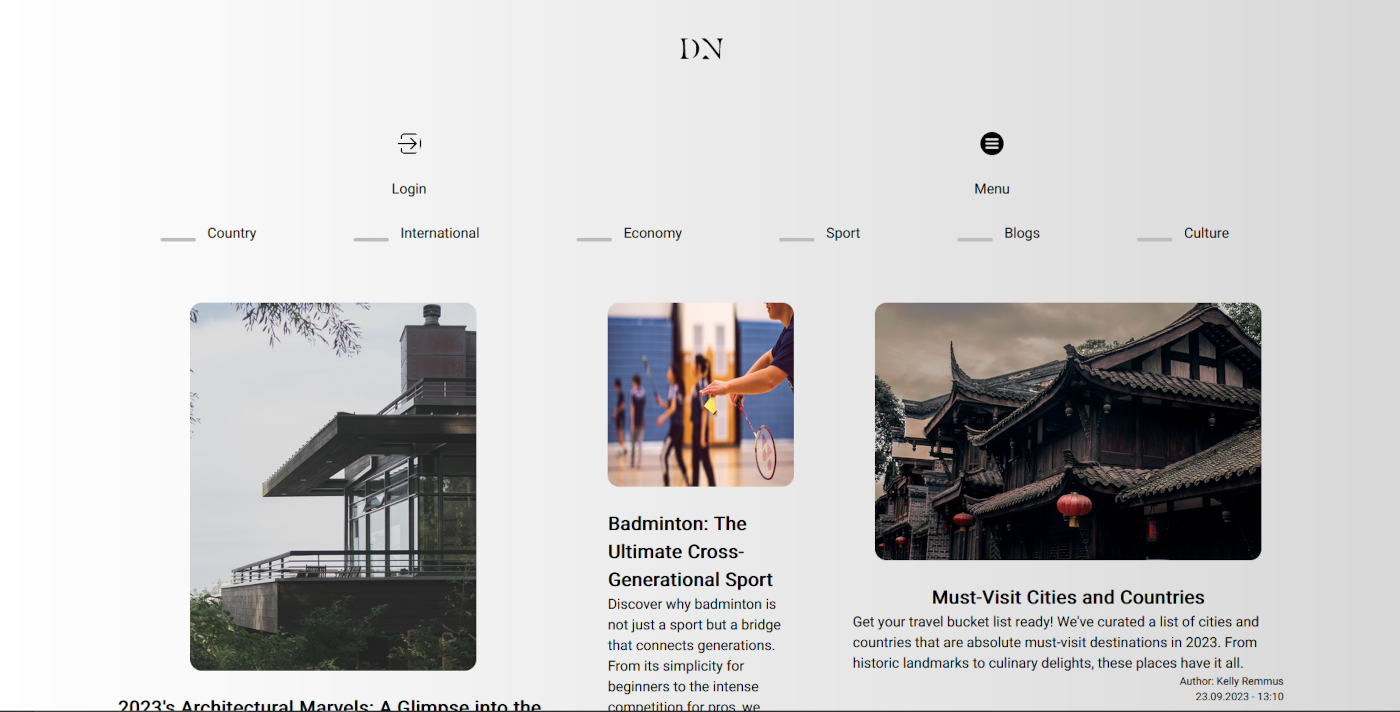 DN
Login
Menu
Country
International
Economy
Sport
Blogs
Culture
2023's Architectural Marvels: A Glimpse into the
Badminton: The
Ultimate Cross-
Generational Sport
Discover why badminton is
not just a sport but a bridge
that connects generations.
From its simplicity for
beginners to the intense
competition for pros, we
Must-Visit Cities and Countries
Get your travel bucket list ready! We've curated a list of cities and
countries that are absolute must-visit destinations in 2023. From
historic landmarks to culinary delights, these places have it all.
Author: Kelly Remmus
23.09.2023 - 13:10